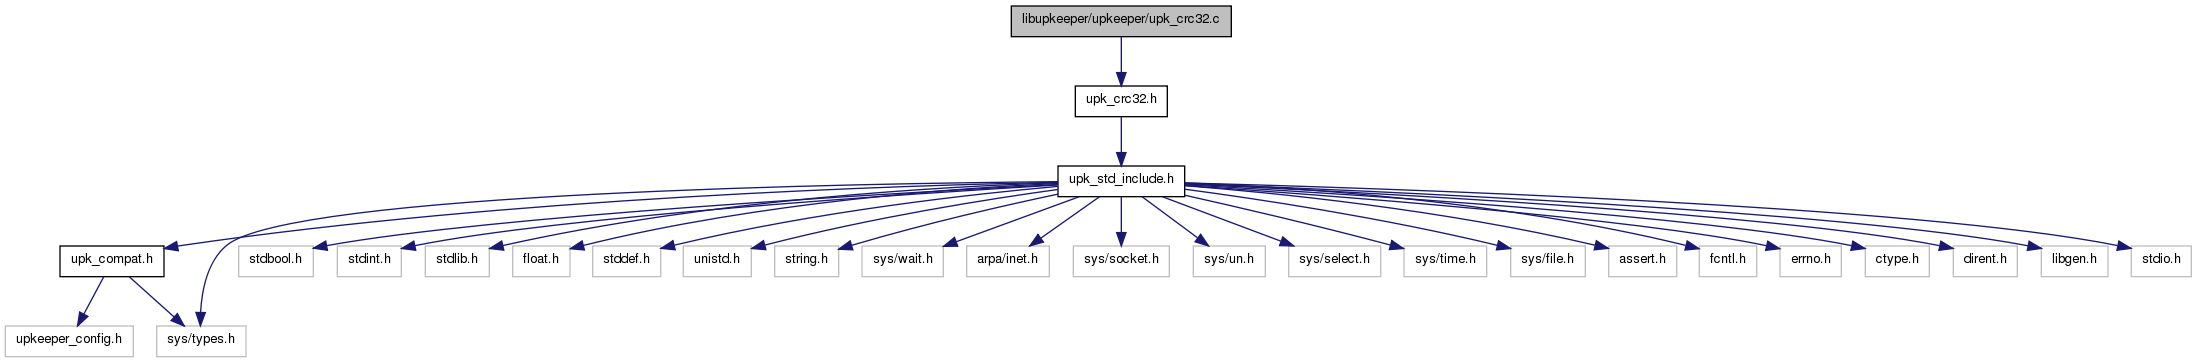 libupkeeper/upkeeper/upk_crc32.c
upk_crc32.h
upk_std_include.h
upk_compat.h
stdbool.h
stdint.h
stdlib.h
float.h
stddef.h
unistd.h
string.h
sys/wait.h
arpa/inet.h
sys/socket.h
sys/un.h
sys/select.h
sys/time.h
sys/file.h
assert.h
fcntl.h
errno.h
ctype.h
dirent.h
libgen.h
stdio.h
upkeeper_config.h
sys/types.h